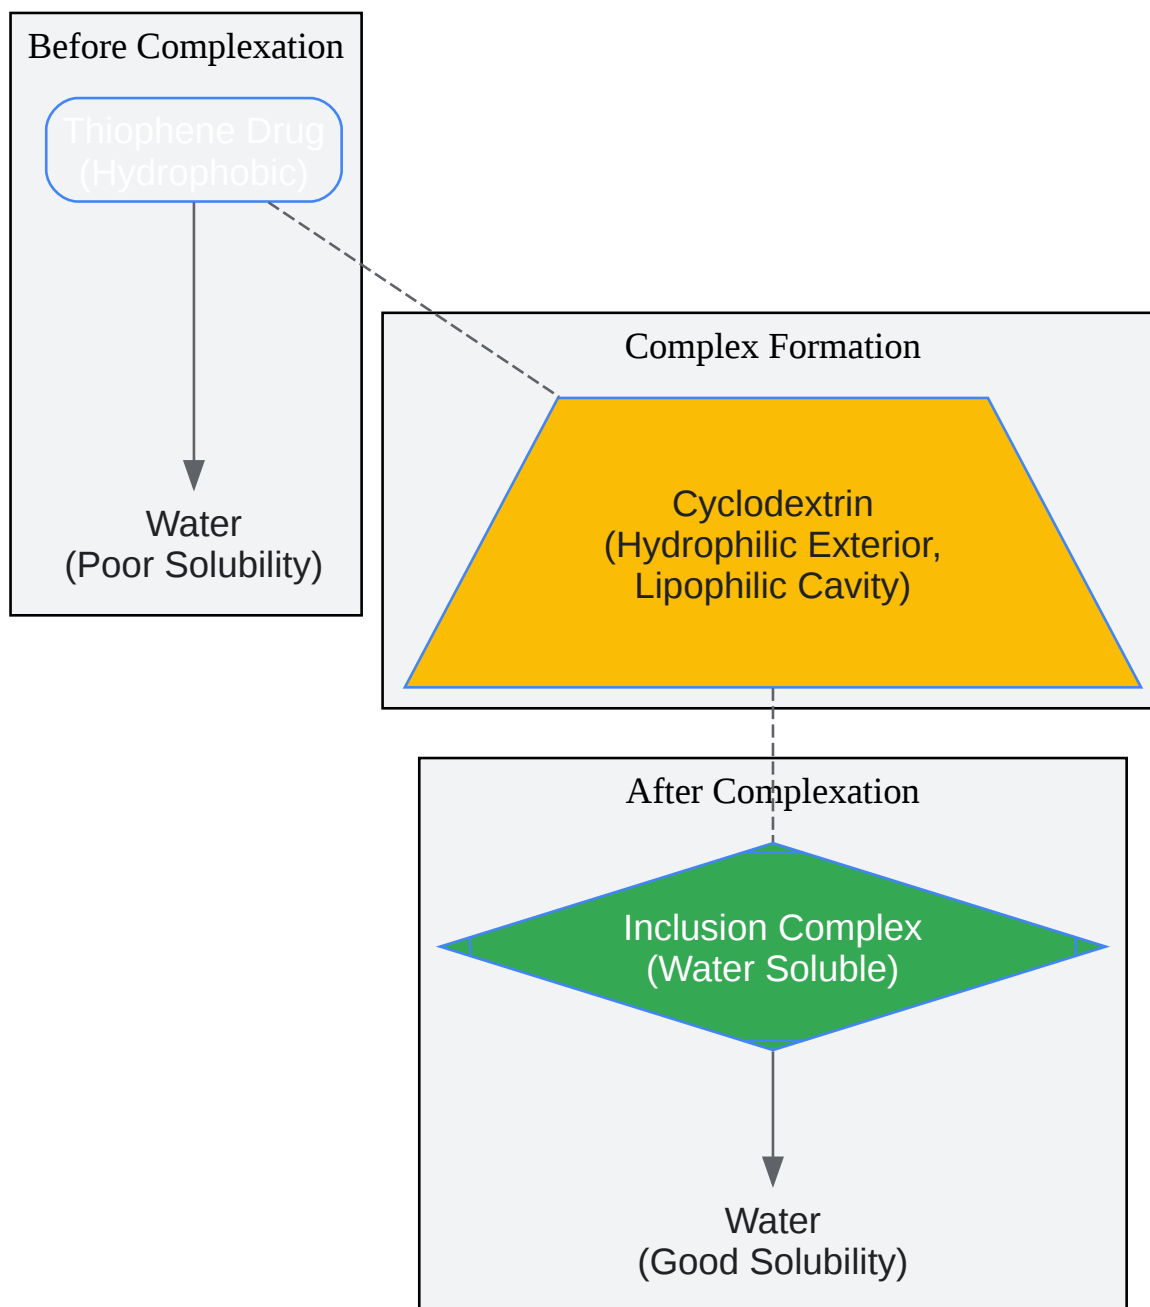 Before Complexation
Thiophene Drug
(Hydrophobic)
Water
(Poor Solubility)
Complex Formation
Cyclodextrin
(Hydrophilic Exterior,
Lipophilic Cavity)
After Complexation
Inclusion Complex
(Water Soluble)
Water
(Good Solubility)